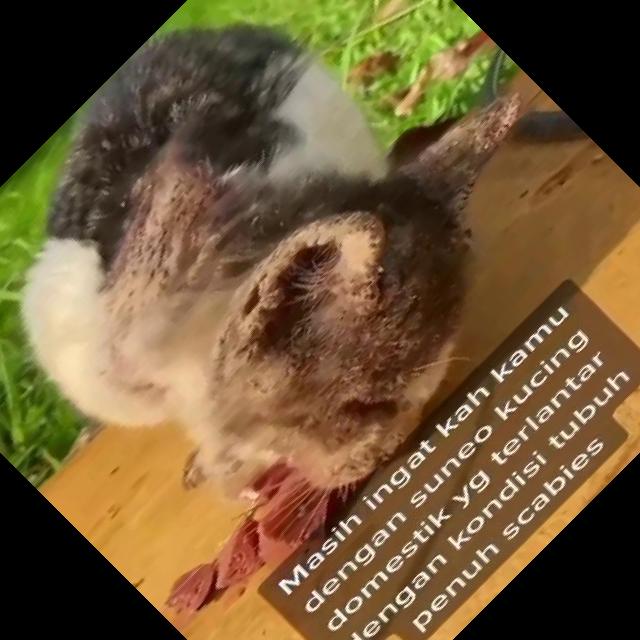 Masih ingat kah kamu
dengan suneo kucing
domestik yg terlantar
dengan kondisi tubuh
penuh scabies